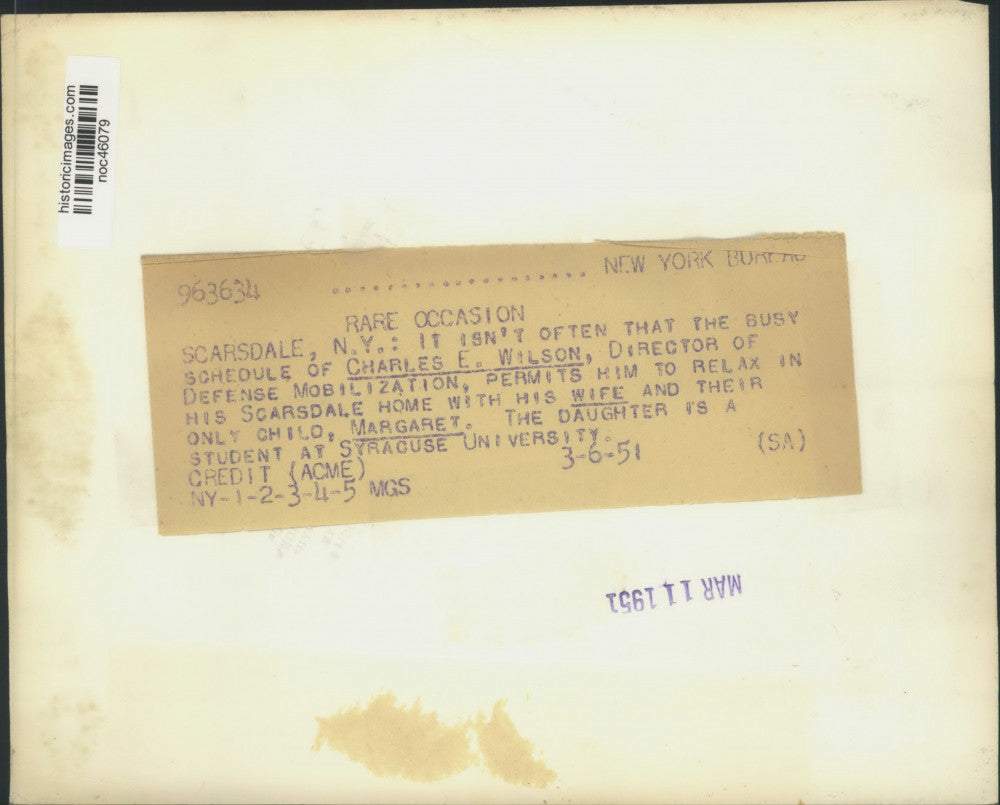 historicimages.com
noc46079
963634 ................... NEW YORK BUREAU
RARE OCCASION
SCARSDALE, N.Y.: IT ISN'T OFTEN THAT THE BUSY
SCHEDULE OF CHARLES E. WILSON, DIRECTOR OF
DEFENSE MOBILIZATION, PERMITS HIM TO RELAX IN
HIS SCARSDALE HOME WITH HIS WIFE AND THEIR
ONLY CHILD, MARGARET. THE DAUGHTER IS A
STUDENT AT SYRACUSE UNIVERSITY.
CREDIT (ACME) 3-6-51 (SA)
NY-1-2-3-4-5 MGS
MAR 11 1951